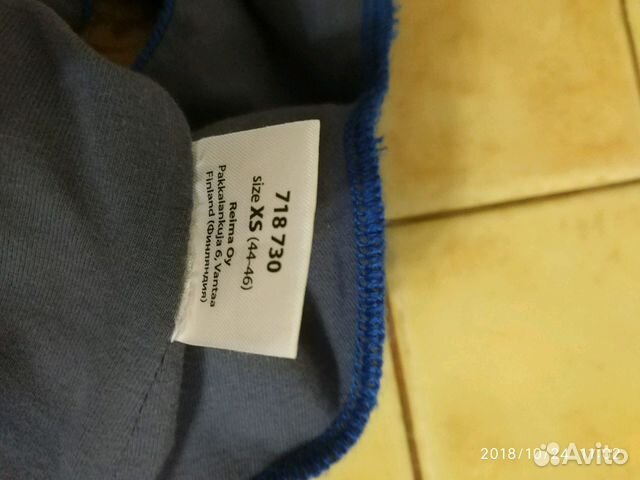 718 730
size XS (44-46)
Reima Oy
Pakkalankuja 6, Vantaa
Finland (Финляндия)
2018/10/24
Avito